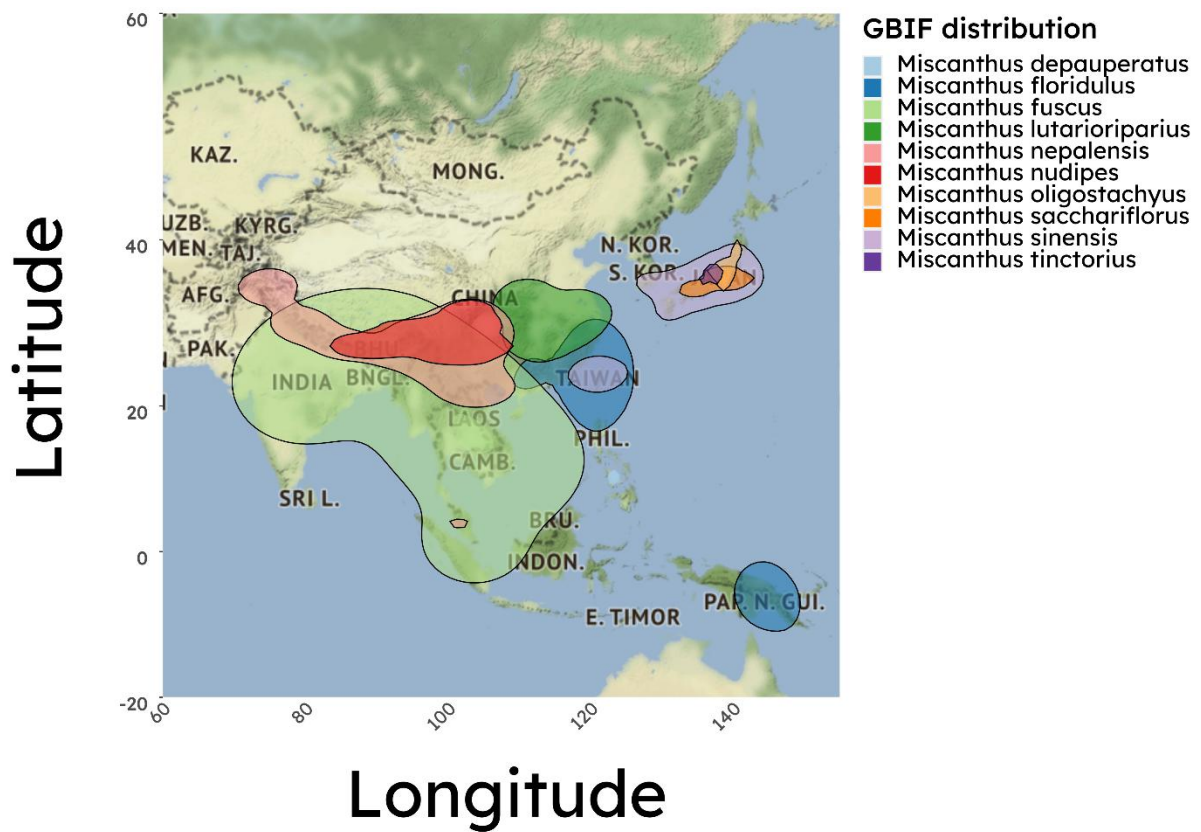 60
40
20
0
-20
60
80
100
120
140
Latitude
Longitude
GBIF distribution
Miscanthus depauperatus
Miscanthus floridulus
Miscanthus fuscus
Miscanthus lutarioriparius
Miscanthus nepalensis
Miscanthus nudipes
Miscanthus oligostachyus
Miscanthus sacchariflorus
Miscanthus sinensis
Miscanthus tinctorius
KAZ.
MONG.
UZB.
KYRG.
MEN.
TAJ.
N. KOR.
S. KOR.
AFG.
CHINA
PAK.
BHU.
INDIA
BNGL.
TAIWAN
LAOS
PHIL.
CAMB.
SRI L.
BRU.
INDON.
PAP. N. GUI.
E. TIMOR